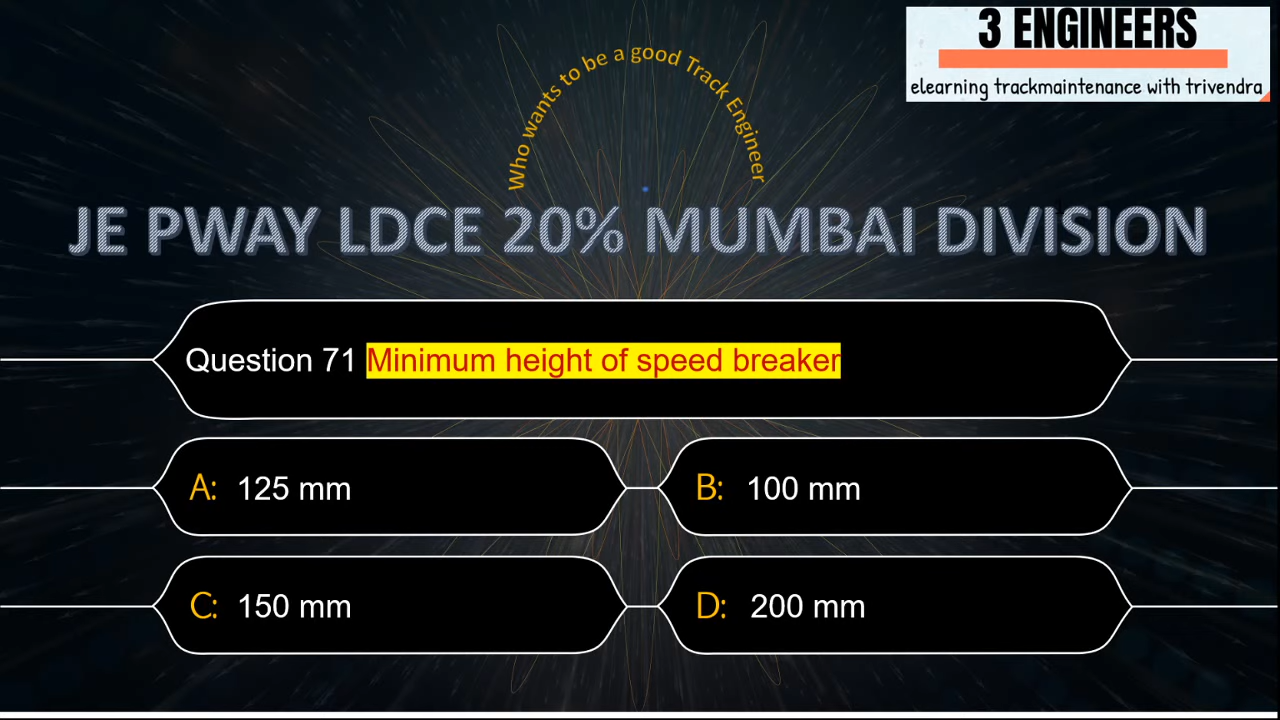 3 ENGINEERS
elearning trackmaintenance with trivendra
Who wants to be a good Track Engineer
JE PWAY LDCE 20% MUMBAI DIVISION
Question 71 Minimum height of speed breaker
A: 125 mm
B: 100 mm
C: 150 mm
D: 200 mm